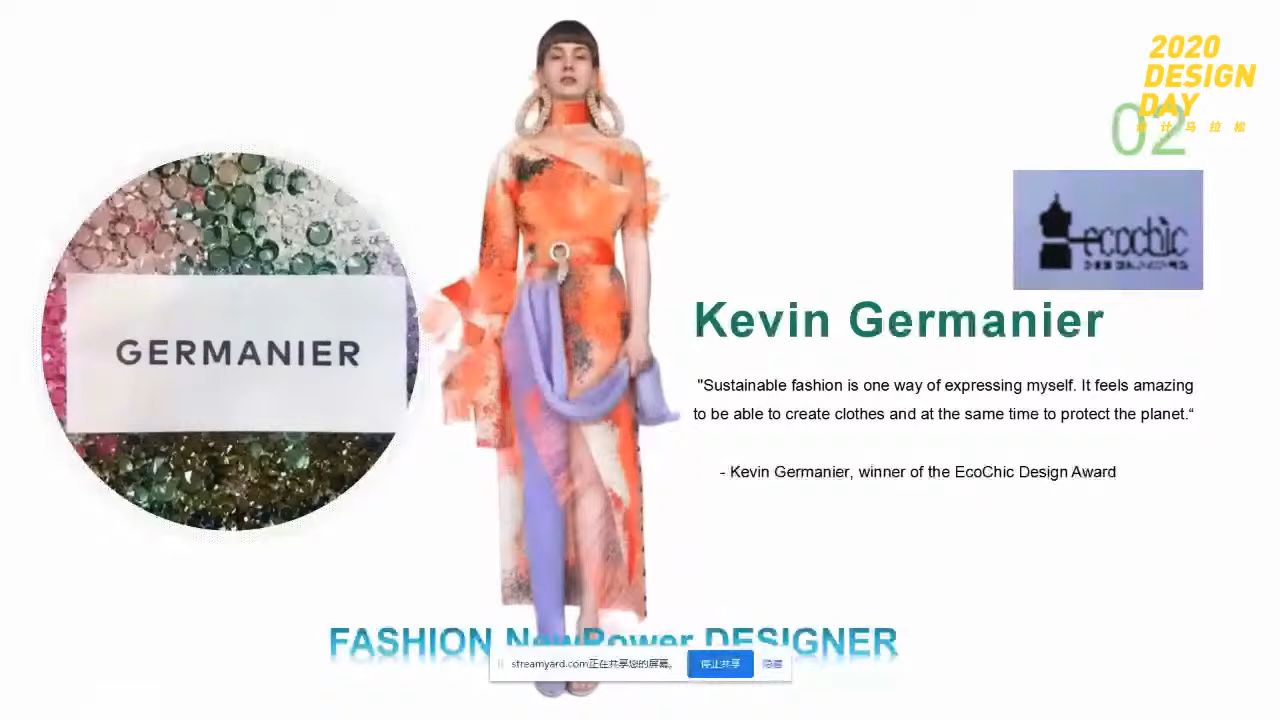 2020
DESIGN
DAY
设计马拉松
02
ecochic
GERMANIER
Kevin Germanier
"Sustainable fashion is one way of expressing myself. It feels amazing
to be able to create clothes and at the same time to protect the planet.“
- Kevin Germanier, winner of the EcoChic Design Award
FASHION NewPower DESIGNER
streamyard.com正在共享您的屏幕。 停止共享 隐藏